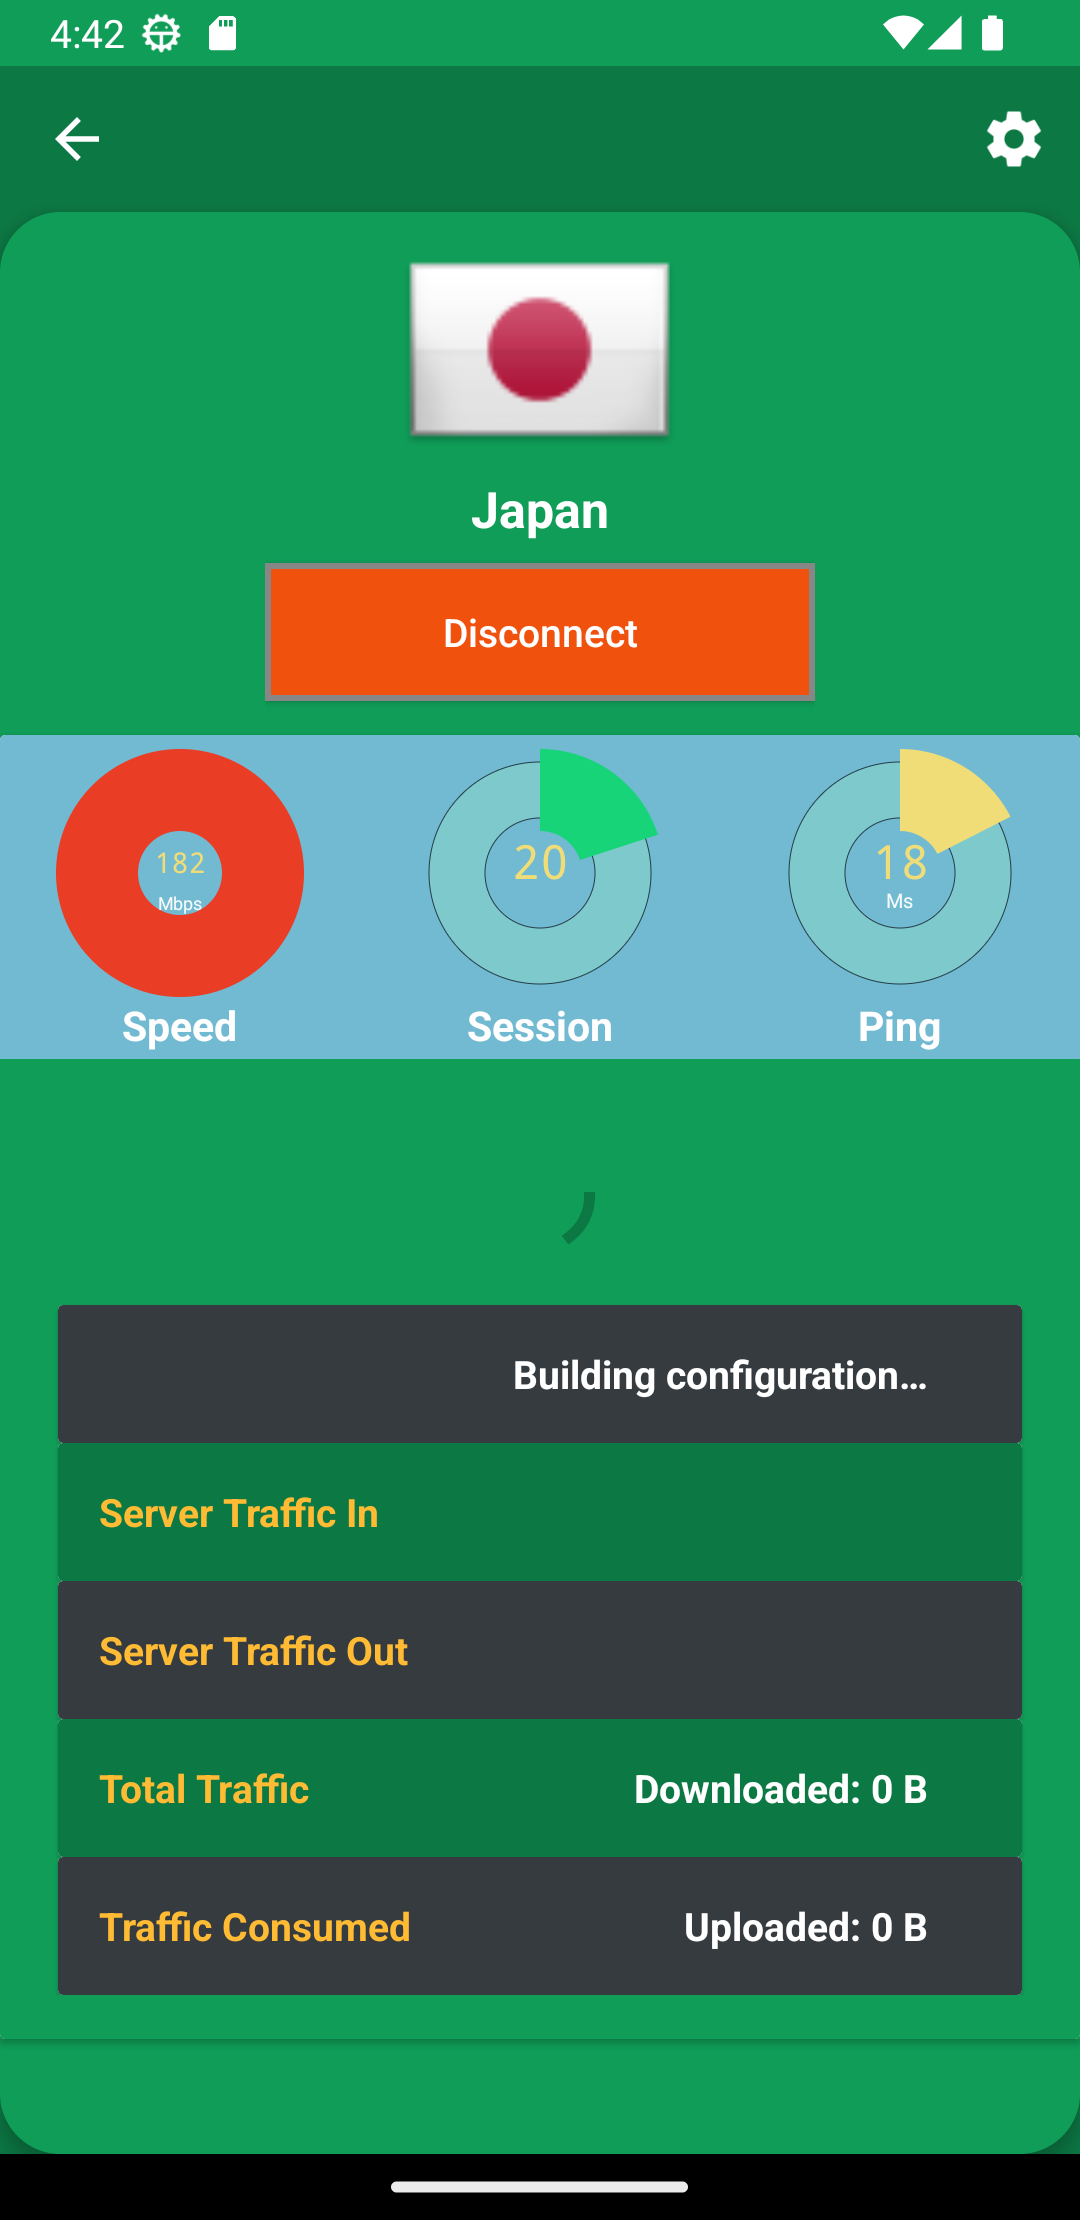 4:42
Japan
Disconnect
182
Mbps
20
18
Ms
Speed
Session
Ping
Building configuration...
Server Traffic In
Server Traffic Out
Total Traffic
Downloaded: 0 B
Traffic Consumed
Uploaded: 0 B